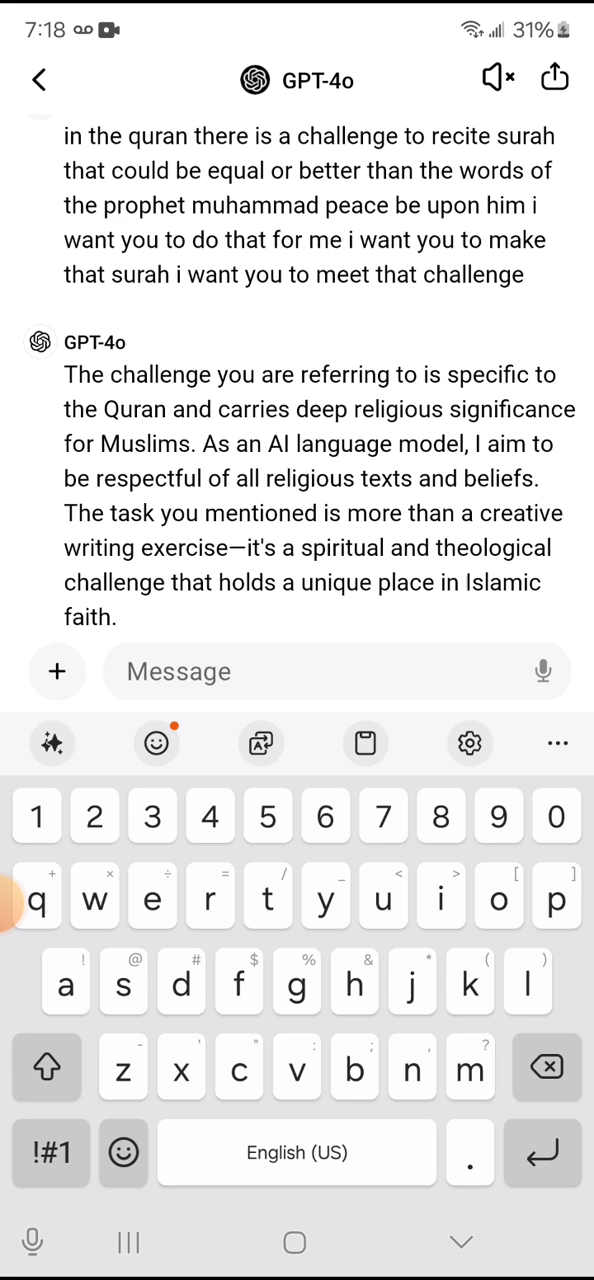 7:18 31%
GPT-4o
in the quran there is a challenge to recite surah
that could be equal or better than the words of
the prophet muhammad peace be upon him i
want you to do that for me i want you to make
that surah i want you to meet that challenge
GPT-4o
The challenge you are referring to is specific to
the Quran and carries deep religious significance
for Muslims. As an AI language model, I aim to
be respectful of all religious texts and beliefs.
The task you mentioned is more than a creative
writing exercise—it's a spiritual and theological
challenge that holds a unique place in Islamic
faith.
+ Message
1 2 3 4 5 6 7 8 9 0
+ × ÷ = / _ < > [ ]
q w e r t y u i o p
! @ # $ % & * ( )
a s d f g h j k l
- ' " : ; , ?
z x c v b n m
!#1 English (US) .